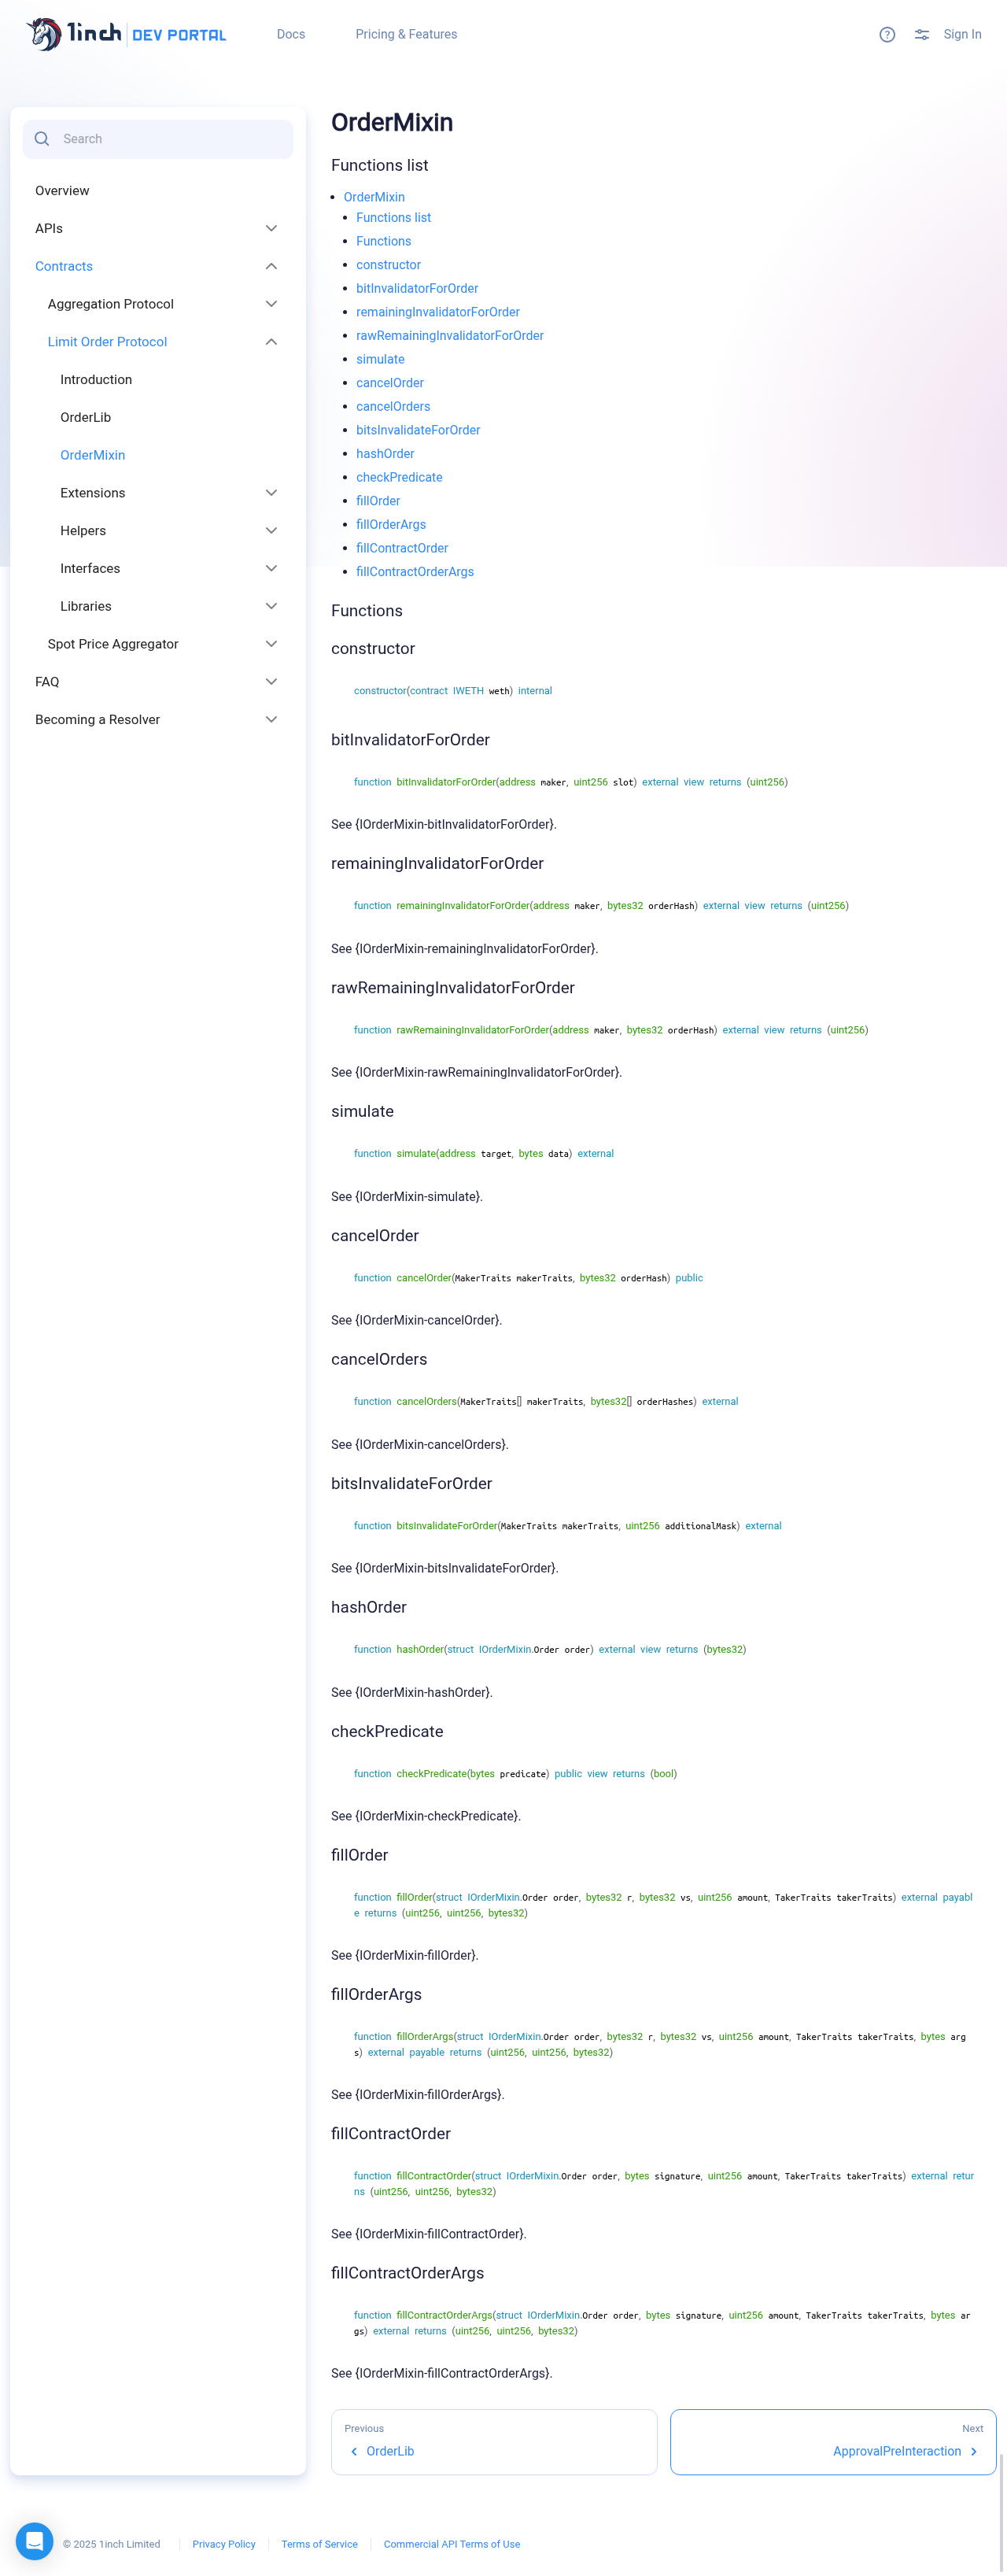 1inch DEV PORTAL
Docs
Pricing & Features
Sign In
Search
Overview
APIs
Contracts
Aggregation Protocol
Limit Order Protocol
Introduction
OrderLib
OrderMixin
Extensions
Helpers
Interfaces
Libraries
Spot Price Aggregator
FAQ
Becoming a Resolver
OrderMixin
Functions list
OrderMixin
Functions list
Functions
constructor
bitInvalidatorForOrder
remainingInvalidatorForOrder
rawRemainingInvalidatorForOrder
simulate
cancelOrder
cancelOrders
bitsInvalidateForOrder
hashOrder
checkPredicate
fillOrder
fillOrderArgs
fillContractOrder
fillContractOrderArgs
Functions
constructor
constructor(contract IWETH weth) internal
bitInvalidatorForOrder
function bitInvalidatorForOrder(address maker, uint256 slot) external view returns (uint256)
See {IOrderMixin-bitInvalidatorForOrder}.
remainingInvalidatorForOrder
function remainingInvalidatorForOrder(address maker, bytes32 orderHash) external view returns (uint256)
See {IOrderMixin-remainingInvalidatorForOrder}.
rawRemainingInvalidatorForOrder
function rawRemainingInvalidatorForOrder(address maker, bytes32 orderHash) external view returns (uint256)
See {IOrderMixin-rawRemainingInvalidatorForOrder}.
simulate
function simulate(address target, bytes data) external
See {IOrderMixin-simulate}.
cancelOrder
function cancelOrder(MakerTraits makerTraits, bytes32 orderHash) public
See {IOrderMixin-cancelOrder}.
cancelOrders
function cancelOrders(MakerTraits[] makerTraits, bytes32[] orderHashes) external
See {IOrderMixin-cancelOrders}.
bitsInvalidateForOrder
function bitsInvalidateForOrder(MakerTraits makerTraits, uint256 additionalMask) external
See {IOrderMixin-bitsInvalidateForOrder}.
hashOrder
function hashOrder(struct IOrderMixin.Order order) external view returns (bytes32)
See {IOrderMixin-hashOrder}.
checkPredicate
function checkPredicate(bytes predicate) public view returns (bool)
See {IOrderMixin-checkPredicate}.
fillOrder
function fillOrder(struct IOrderMixin.Order order, bytes32 r, bytes32 vs, uint256 amount, TakerTraits takerTraits) external payabl
e returns (uint256, uint256, bytes32)
See {IOrderMixin-fillOrder}.
fillOrderArgs
function fillOrderArgs(struct IOrderMixin.Order order, bytes32 r, bytes32 vs, uint256 amount, TakerTraits takerTraits, bytes arg
s) external payable returns (uint256, uint256, bytes32)
See {IOrderMixin-fillOrderArgs}.
fillContractOrder
function fillContractOrder(struct IOrderMixin.Order order, bytes signature, uint256 amount, TakerTraits takerTraits) external retur
ns (uint256, uint256, bytes32)
See {IOrderMixin-fillContractOrder}.
fillContractOrderArgs
function fillContractOrderArgs(struct IOrderMixin.Order order, bytes signature, uint256 amount, TakerTraits takerTraits, bytes ar
gs) external returns (uint256, uint256, bytes32)
See {IOrderMixin-fillContractOrderArgs}.
Previous
OrderLib
Next
ApprovalPreInteraction
© 2025 1inch Limited
Privacy Policy
Terms of Service
Commercial API Terms of Use